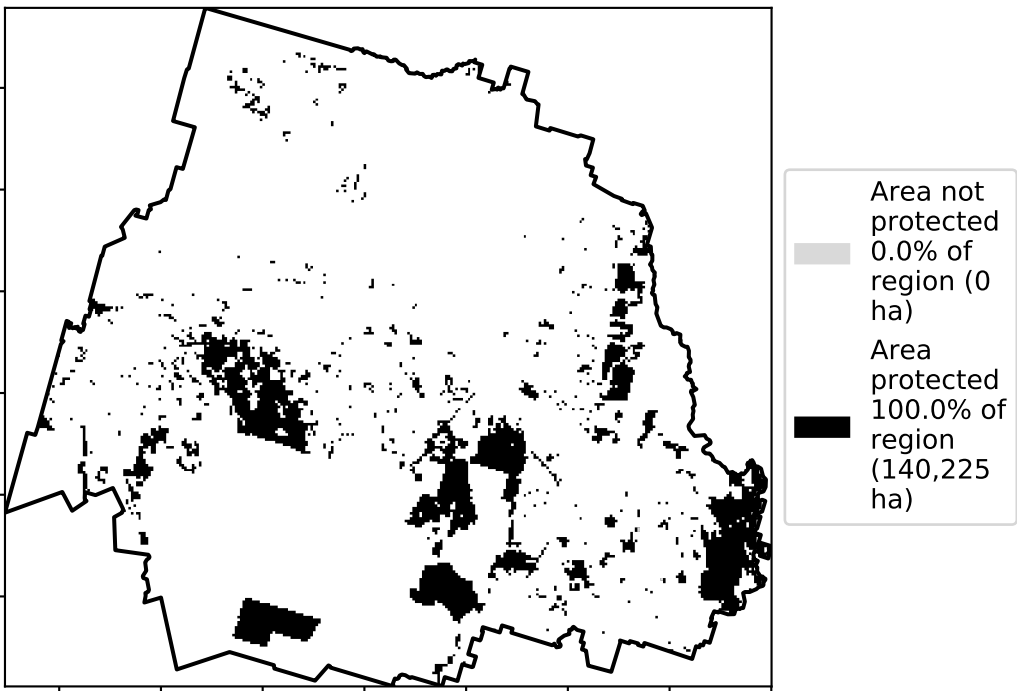 Area not
protected
0.0% of
region (0
ha)
Area
protected
100.0% of
region
(140,225
ha)